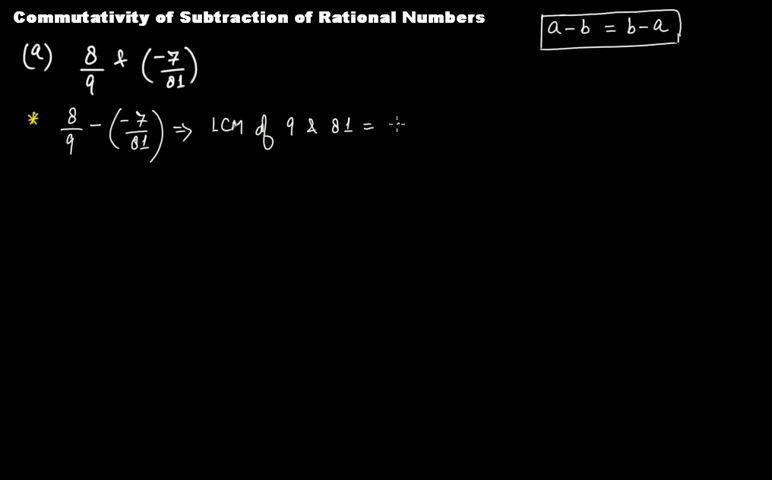 Commutativity of Subtraction of Rational Numbers
a-b = b-a
(a) 8/9 & (-7/81)
* 8/9 - (-7/81) ⇒ LCM of 9 & 81 =